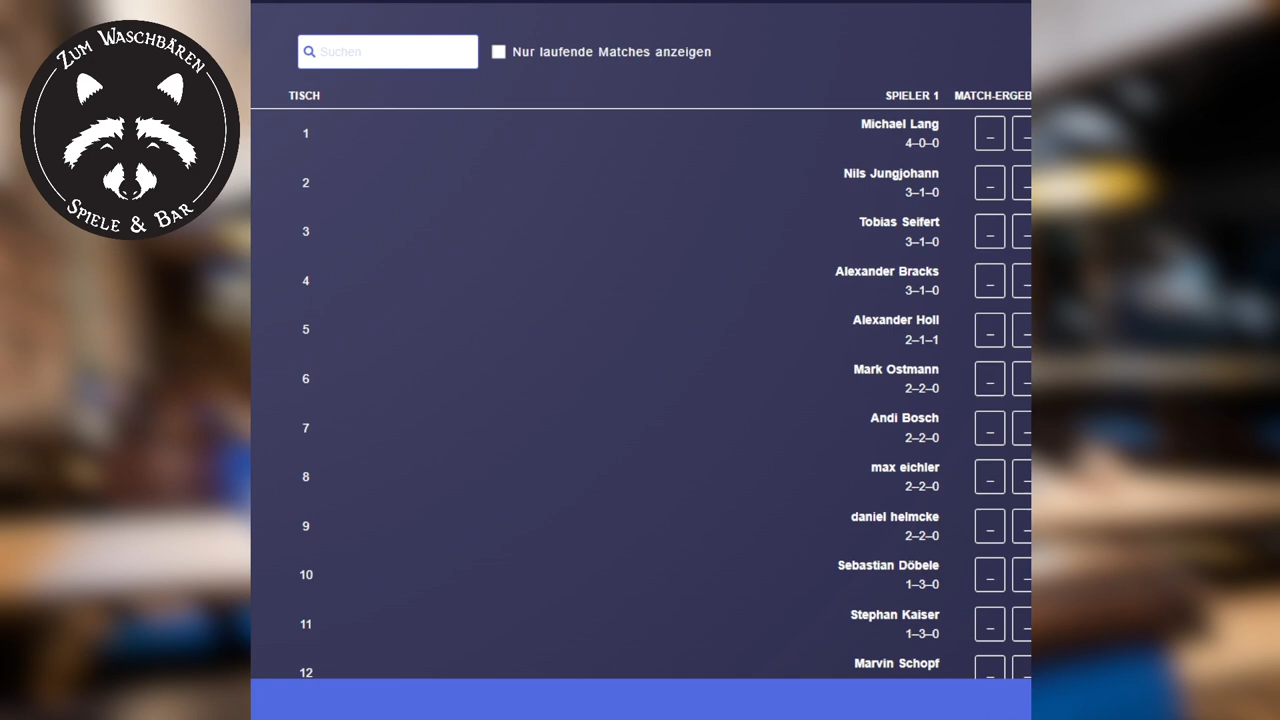 Zum Waschbären
Spiele & Bar
Suchen
Nur laufende Matches anzeigen
TISCH SPIELER 1 MATCH-ERGEB
1 Michael Lang – –
4–0–0
2 Nils Jungjohann – –
3–1–0
3 Tobias Seifert – –
3–1–0
4 Alexander Bracks – –
3–1–0
5 Alexander Holl – –
2–1–1
6 Mark Ostmann – –
2–2–0
7 Andi Bosch – –
2–2–0
8 max eichler – –
2–2–0
9 daniel helmcke – –
2–2–0
10 Sebastian Döbele – –
1–3–0
11 Stephan Kaiser – –
1–3–0
12 Marvin Schopf – –